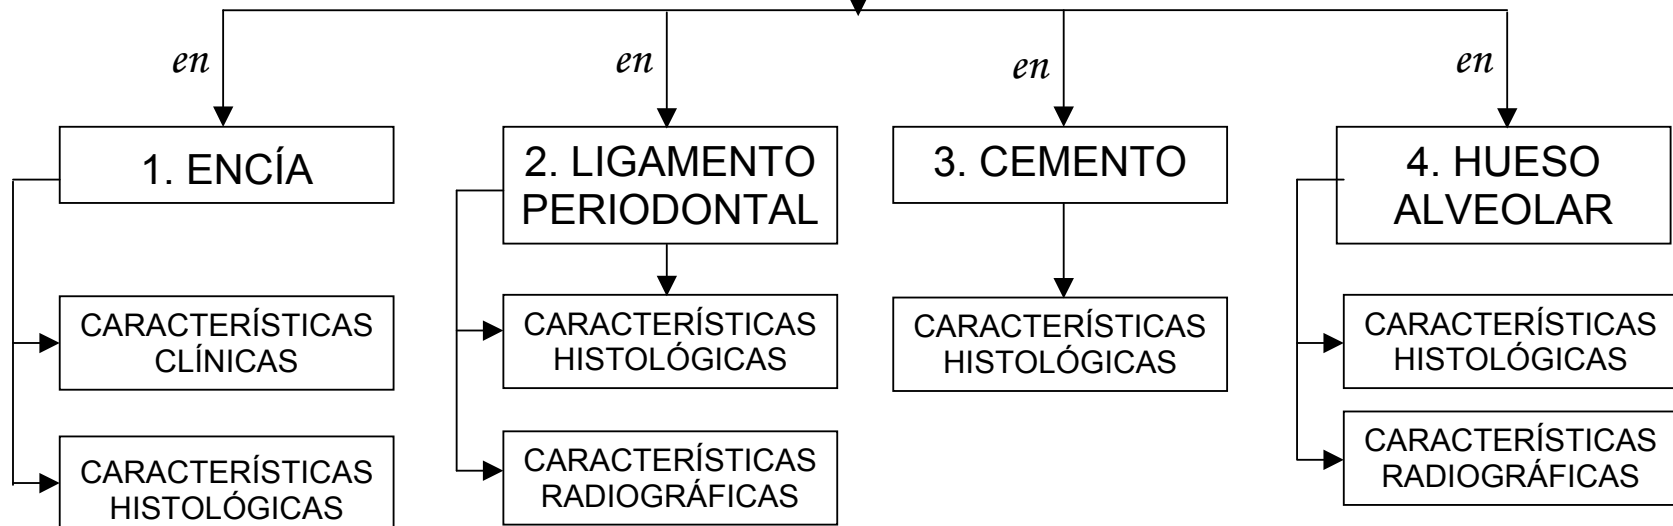 en
en
en
en
1. ENCÍA
2. LIGAMENTO
PERIODONTAL
3. CEMENTO
4. HUESO
ALVEOLAR
CARACTERÍSTICAS
CLÍNICAS
CARACTERÍSTICAS
HISTOLÓGICAS
CARACTERÍSTICAS
HISTOLÓGICAS
CARACTERÍSTICAS
HISTOLÓGICAS
CARACTERÍSTICAS
HISTOLÓGICAS
CARACTERÍSTICAS
RADIOGRÁFICAS
CARACTERÍSTICAS
RADIOGRÁFICAS